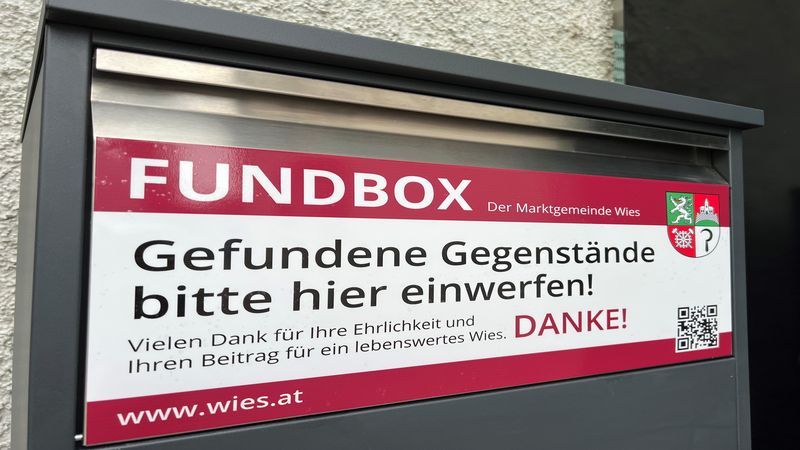 FUNDBOX Der Marktgemeinde Wies
Gefundene Gegenstände
bitte hier einwerfen!
Vielen Dank für Ihre Ehrlichkeit und
Ihren Beitrag für ein lebenswertes Wies. DANKE!
www.wies.at